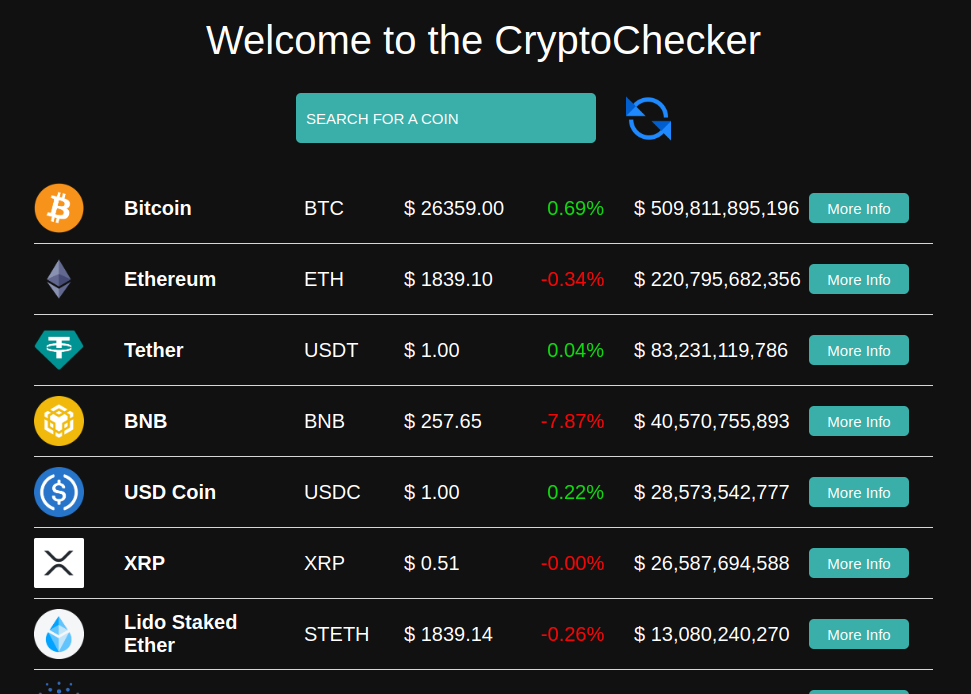 Welcome to the CryptoChecker
SEARCH FOR A COIN
Bitcoin BTC $ 26359.00 0.69% $ 509,811,895,196 More Info
Ethereum ETH $ 1839.10 -0.34% $ 220,795,682,356 More Info
Tether USDT $ 1.00 0.04% $ 83,231,119,786 More Info
BNB BNB $ 257.65 -7.87% $ 40,570,755,893 More Info
USD Coin USDC $ 1.00 0.22% $ 28,573,542,777 More Info
XRP XRP $ 0.51 -0.00% $ 26,587,694,588 More Info
Lido Staked
Ether STETH $ 1839.14 -0.26% $ 13,080,240,270 More Info